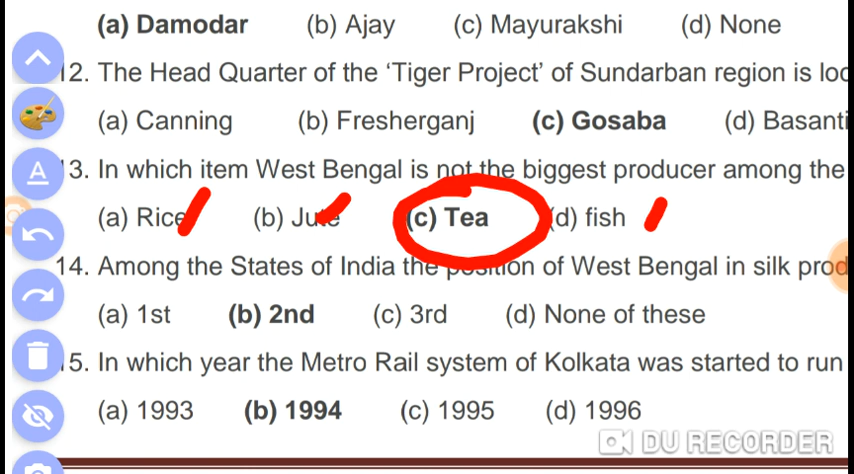 (a) Damodar (b) Ajay (c) Mayurakshi (d) None
12. The Head Quarter of the ‘Tiger Project’ of Sundarban region is
(a) Canning (b) Fresherganj (c) Gosaba (d) Basanti
13. In which item West Bengal is not the biggest producer among the
(a) Rice (b) Jute (c) Tea (d) fish
14. Among the States of India the position of West Bengal in silk
(a) 1st (b) 2nd (c) 3rd (d) None of these
15. In which year the Metro Rail system of Kolkata was started to run
(a) 1993 (b) 1994 (c) 1995 (d) 1996
DU RECORDER